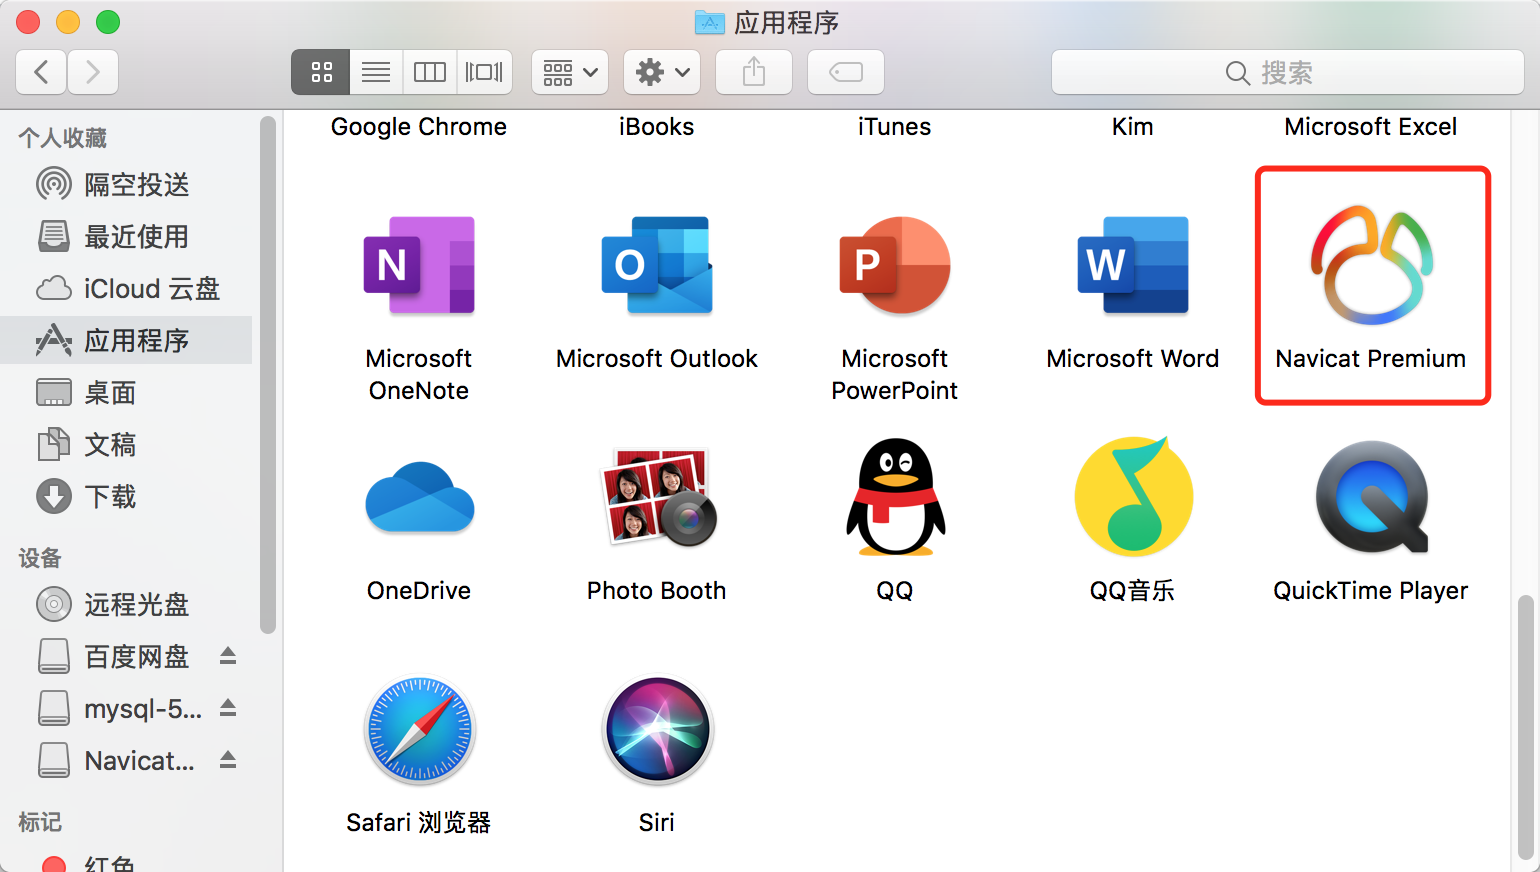 应用程序
搜索
个人收藏
隔空投送
最近使用
iCloud 云盘
应用程序
桌面
文稿
下载
设备
远程光盘
百度网盘
mysql-5...
Navicat...
标记
红色
Google Chrome
iBooks
iTunes
Kim
Microsoft Excel
N
Microsoft
OneNote
O
Microsoft Outlook
P
Microsoft
PowerPoint
W
Microsoft Word
Navicat Premium
OneDrive
Photo Booth
QQ
QQ音乐
QuickTime Player
Safari 浏览器
Siri